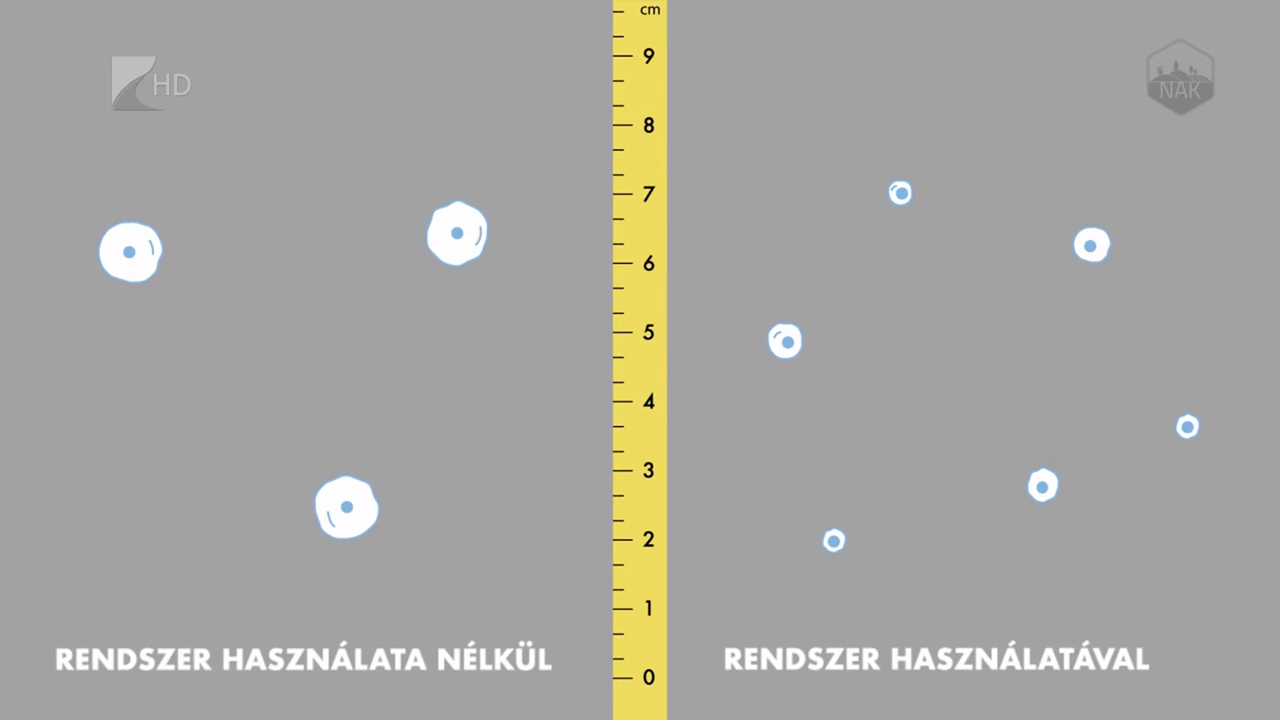 HD
cm
NAK
9
8
7
6
5
4
3
2
1
0
RENDSZER HASZNÁLATA NÉLKÜL
RENDSZER HASZNÁLATÁVAL